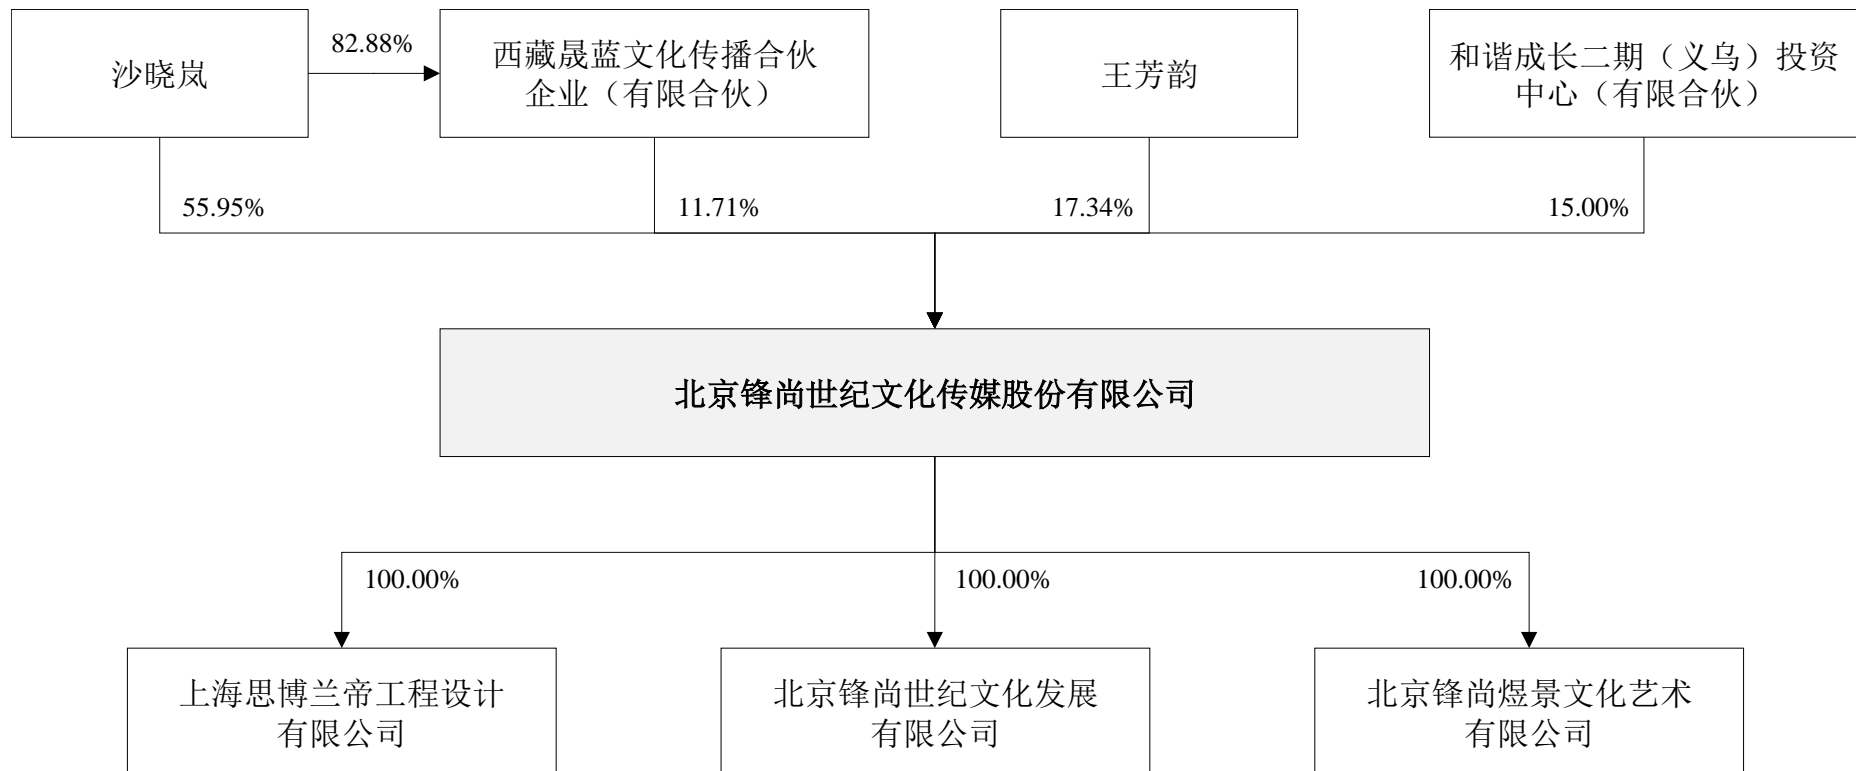 沙晓岚
82.88%
西藏晟蓝文化传播合伙
企业（有限合伙）
王芳韵
和谐成长二期（义乌）投资
中心（有限合伙）
55.95%
11.71%
17.34%
15.00%
北京锋尚世纪文化传媒股份有限公司
100.00%
100.00%
100.00%
上海思博兰帝工程设计
有限公司
北京锋尚世纪文化发展
有限公司
北京锋尚煜景文化艺术
有限公司